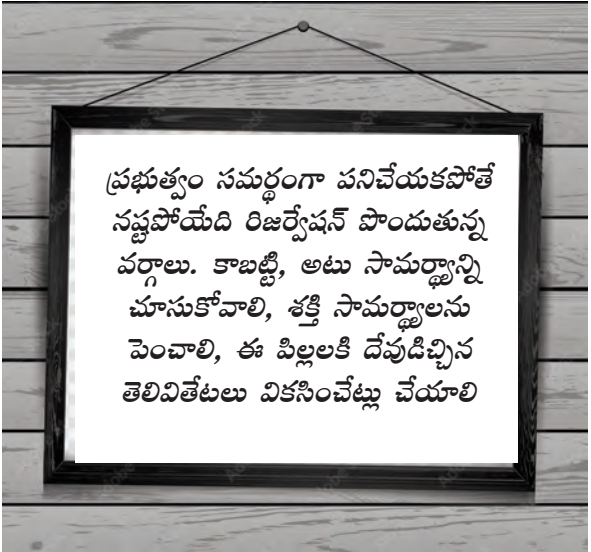 ప్రభుత్వం సమర్థంగా పనిచేయకపోతే
నష్టపోయేది రిజర్వేషన్ పొందుతున్న
వర్గాలు. కాబట్టి, అటు సామర్థ్యాన్ని
చూసుకోవాలి, శక్తి సామర్థ్యాలను
పెంచాలి, ఈ పిల్లలకి దేవుడిచ్చిన
తెలివితేటలు వికసించేట్లు చేయాలి